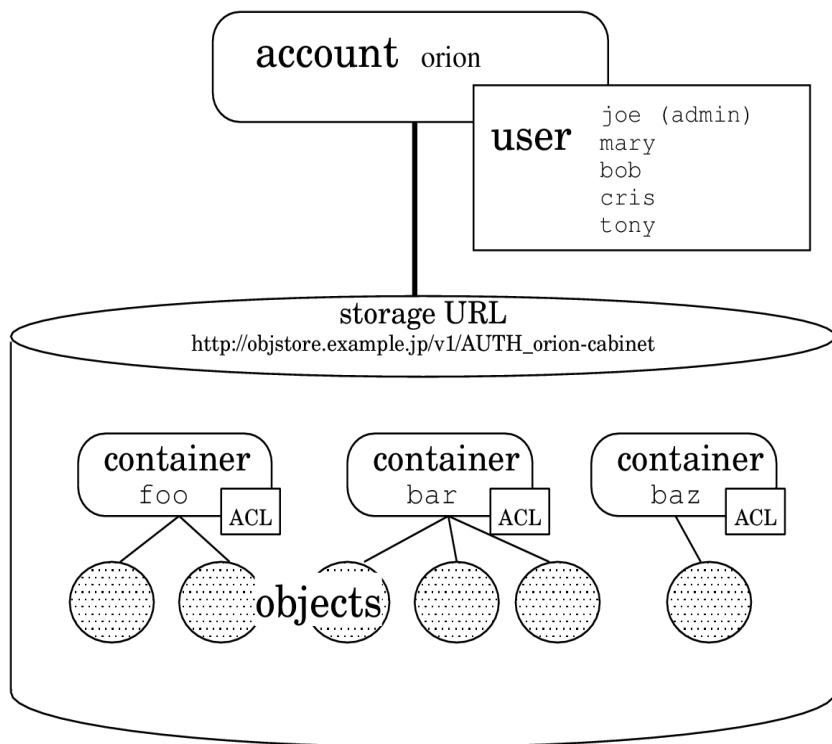 account orion
user
joe (admin)
mary
bob
cris
tony
storage URL
http://objstore.example.jp/v1/AUTH_orion-cabinet
container
foo
ACL
container
bar
ACL
container
baz
ACL
objects